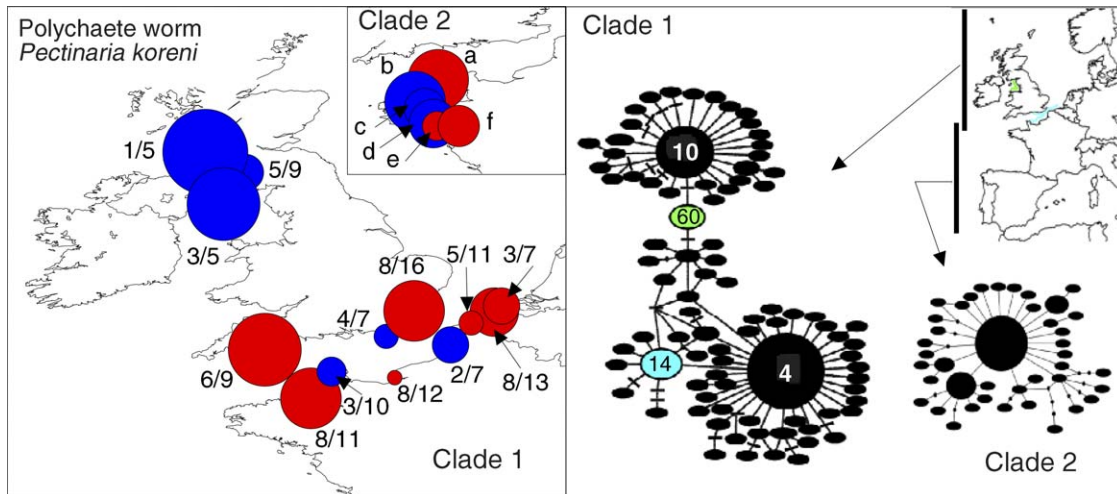 Polychaete worm
Pectinaria koreni
Clade 2
a
b
c
d
e
f
1/5
5/9
3/5
8/16
5/11
3/7
4/7
6/9
2/7
8/13
3/10
8/12
8/11
Clade 1
Clade 1
10
60
14
4
Clade 2